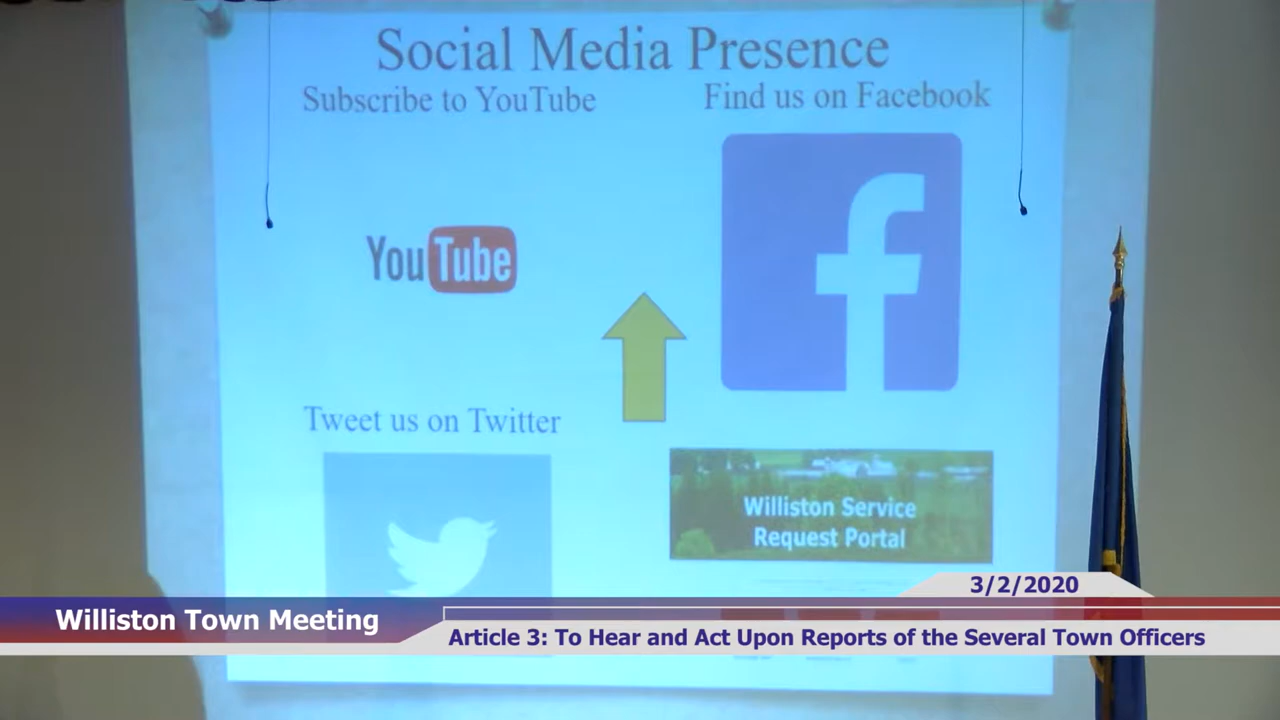 Social Media Presence
Subscribe to YouTube
Find us on Facebook
YouTube
f
Tweet us on Twitter
Williston Service
Request Portal
3/2/2020
Williston Town Meeting
Article 3: To Hear and Act Upon Reports of the Several Town Officers